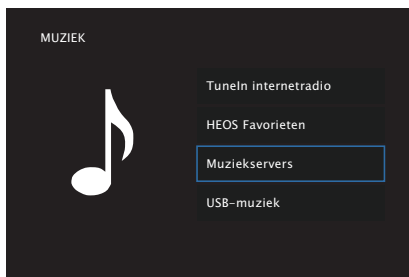 MUZIEK
TuneIn internetradio
HEOS Favorieten
Muziekservers
USB-muziek